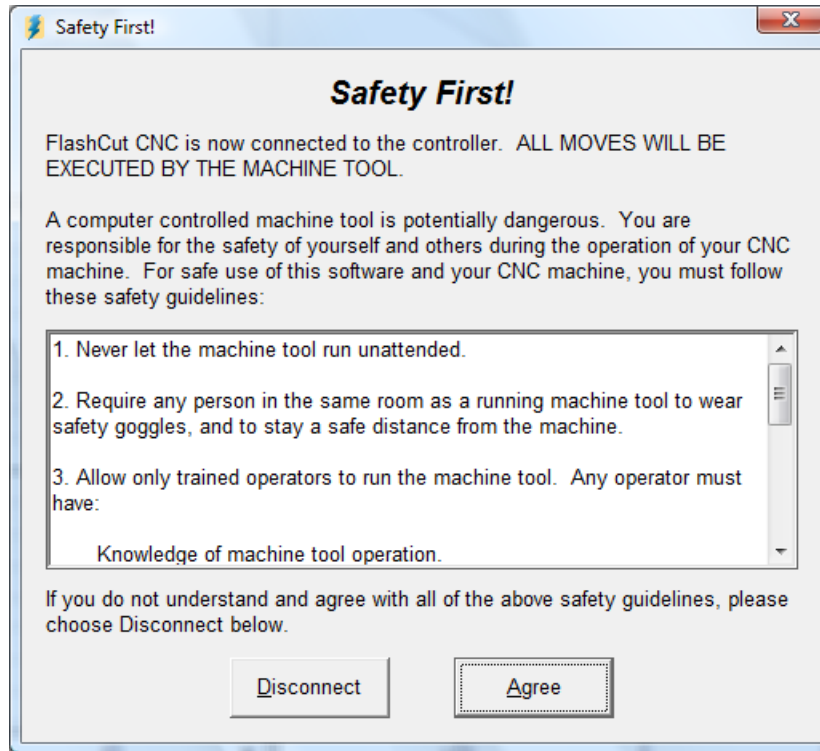 Safety First!
Safety First!
FlashCut CNC is now connected to the controller.  ALL MOVES WILL BE
EXECUTED BY THE MACHINE TOOL.
A computer controlled machine tool is potentially dangerous.  You are
responsible for the safety of yourself and others during the operation of your CNC
machine.  For safe use of this software and your CNC machine, you must follow
these safety guidelines:
1. Never let the machine tool run unattended.
2. Require any person in the same room as a running machine tool to wear
safety goggles, and to stay a safe distance from the machine.
3. Allow only trained operators to run the machine tool.  Any operator must
have:
Knowledge of machine tool operation.
If you do not understand and agree with all of the above safety guidelines, please
choose Disconnect below.
Disconnect
Agree